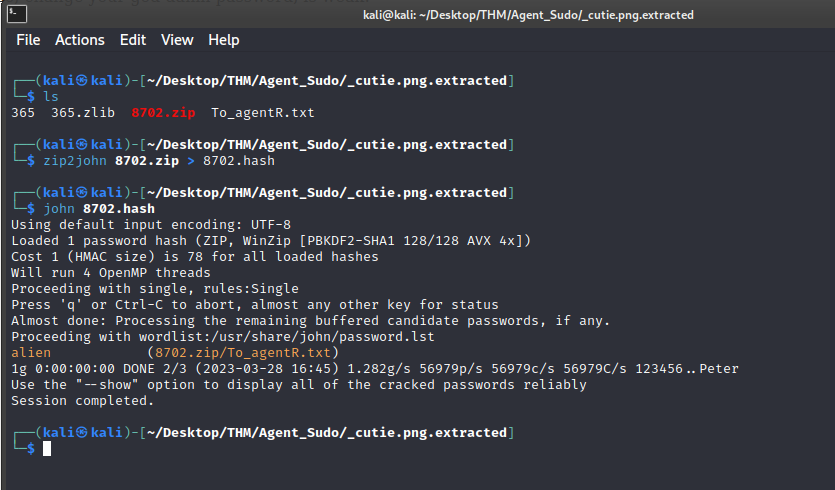 kali@kali: ~/Desktop/THM/Agent_Sudo/_cutie.png.extracted
File Actions Edit View Help
┌──(kali㉿kali)-[~/Desktop/THM/Agent_Sudo/_cutie.png.extracted]
└─$ ls
365 365.zlib 8702.zip To_agentR.txt
┌──(kali㉿kali)-[~/Desktop/THM/Agent_Sudo/_cutie.png.extracted]
└─$ zip2john 8702.zip > 8702.hash
┌──(kali㉿kali)-[~/Desktop/THM/Agent_Sudo/_cutie.png.extracted]
└─$ john 8702.hash
Using default input encoding: UTF-8
Loaded 1 password hash (ZIP, WinZip [PBKDF2-SHA1 128/128 AVX 4x])
Cost 1 (HMAC size) is 78 for all loaded hashes
Will run 4 OpenMP threads
Proceeding with single, rules:Single
Press 'q' or Ctrl-C to abort, almost any other key for status
Almost done: Processing the remaining buffered candidate passwords, if any.
Proceeding with wordlist:/usr/share/john/password.lst
alien (8702.zip/To_agentR.txt)
1g 0:00:00:00 DONE 2/3 (2023-03-28 16:45) 1.282g/s 56979p/s 56979c/s 56979C/s 123456..Peter
Use the "--show" option to display all of the cracked passwords reliably
Session completed.
┌──(kali㉿kali)-[~/Desktop/THM/Agent_Sudo/_cutie.png.extracted]
└─$